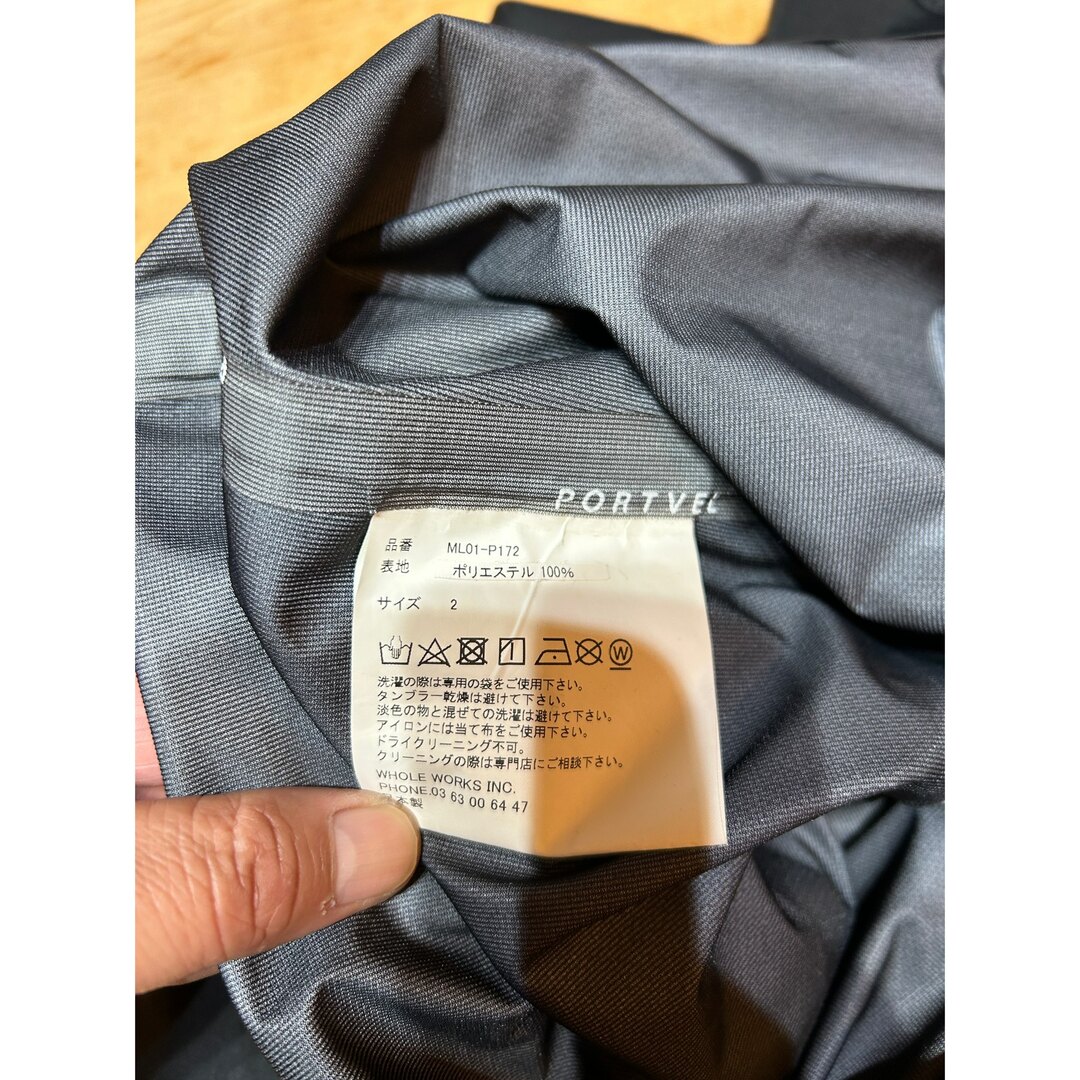 PORTVEL
品番 ML01-P172
表地 ポリエステル 100%
サイズ 2
W
洗濯の際は専用の袋をご使用下さい。
タンブラー乾燥は避けて下さい。
淡色の物と混ぜての洗濯は避けて下さい。
アイロンには当て布をご使用下さい。
ドライクリーニング不可。
クリーニングの際は専門店にご相談下さい。
WHOLE WORKS INC.
PHONE.03 63 00 64 47
日本製